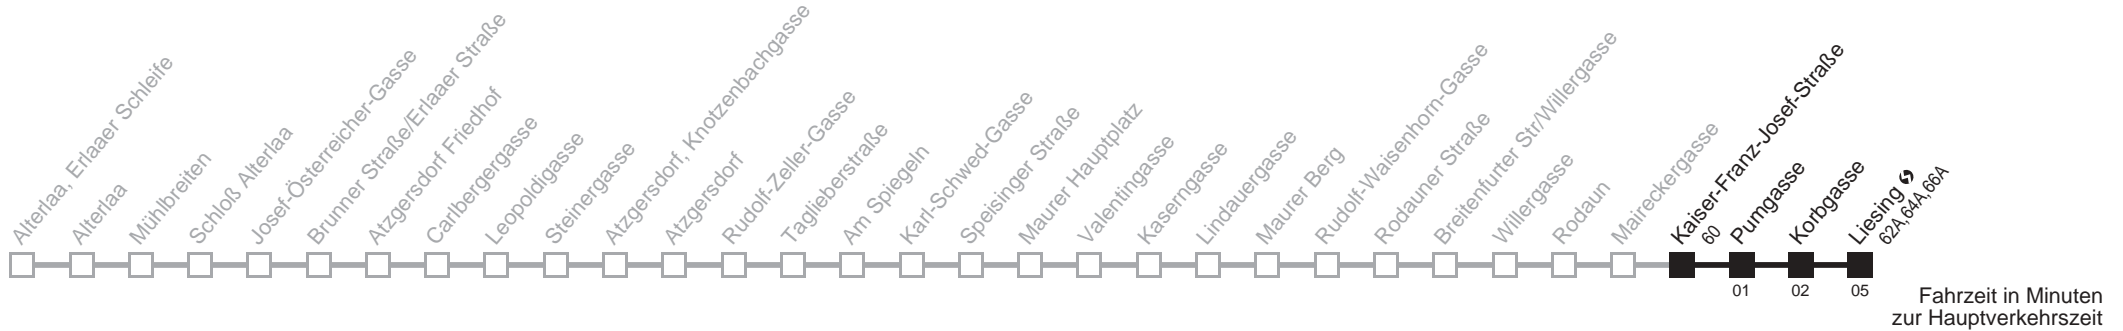 Alterlaa, Erlaaer Schleife
Alterlaa
Mühlbreiten
Schloß Alterlaa
Josef-Österreicher-Gasse
Brunner Straße/Erlaaer Straße
Atzgersdorf Friedhof
Carlbergergasse
Leopoldigasse
Steinergasse
Atzgersdorf, Knotzenbachgasse
Atzgersdorf
Rudolf-Zeller-Gasse
Taglieberstraße
Am Spiegeln
Karl-Schwed-Gasse
Speisinger Straße
Maurer Hauptplatz
Valentingasse
Kaserngasse
Lindauergasse
Maurer Berg
Rudolf-Waisenhorn-Gasse
Rodauner Straße
Breitenfurter Str/Willergasse
Willergasse
Rodaun
Maireckergasse
Kaiser-Franz-Josef-Straße
60
Pumgasse
Korbgasse
Liesing
62A,64A,66A
01
02
05
Fahrzeit in Minuten
zur Hauptverkehrszeit